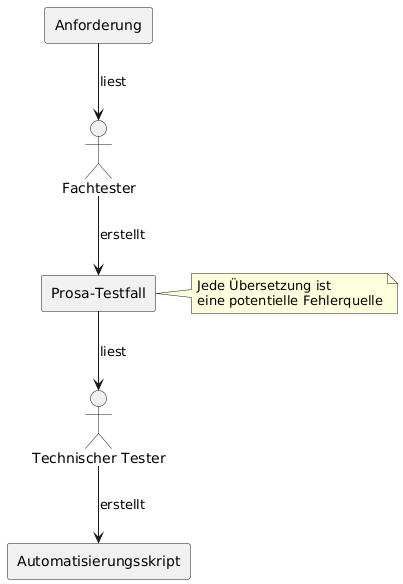 Anforderung
liest
Fachtester
erstellt
Prosa-Testfall
Jede Übersetzung ist
eine potentielle Fehlerquelle
liest
Technischer Tester
erstellt
Automatisierungsskript